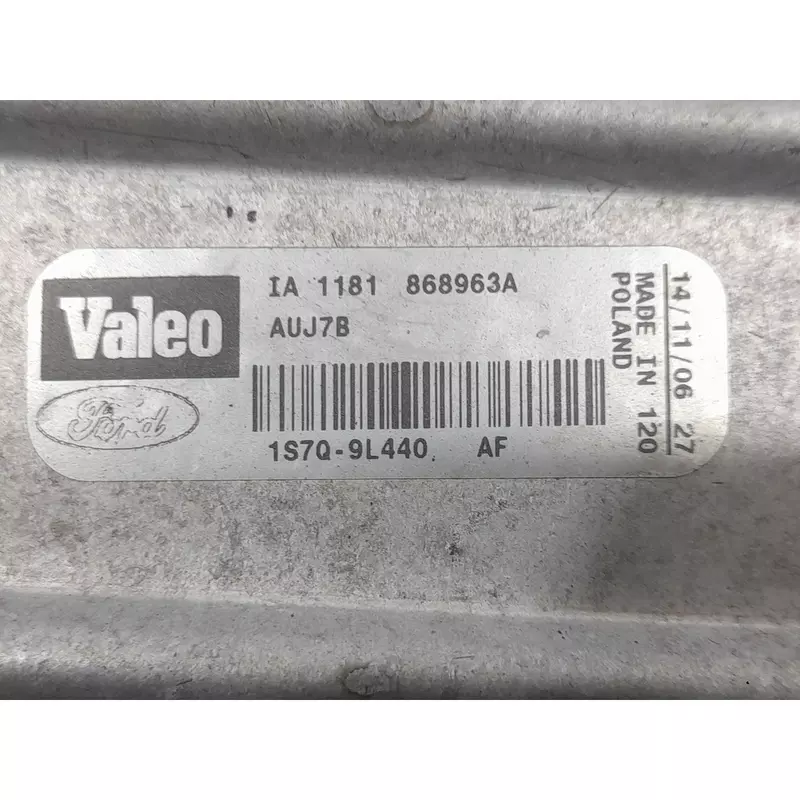 Valeo
Ford
IA 1181 868963A
AUJ7B
1S7Q-9L440 AF
14/11/06 27
MADE IN 120
POLAND